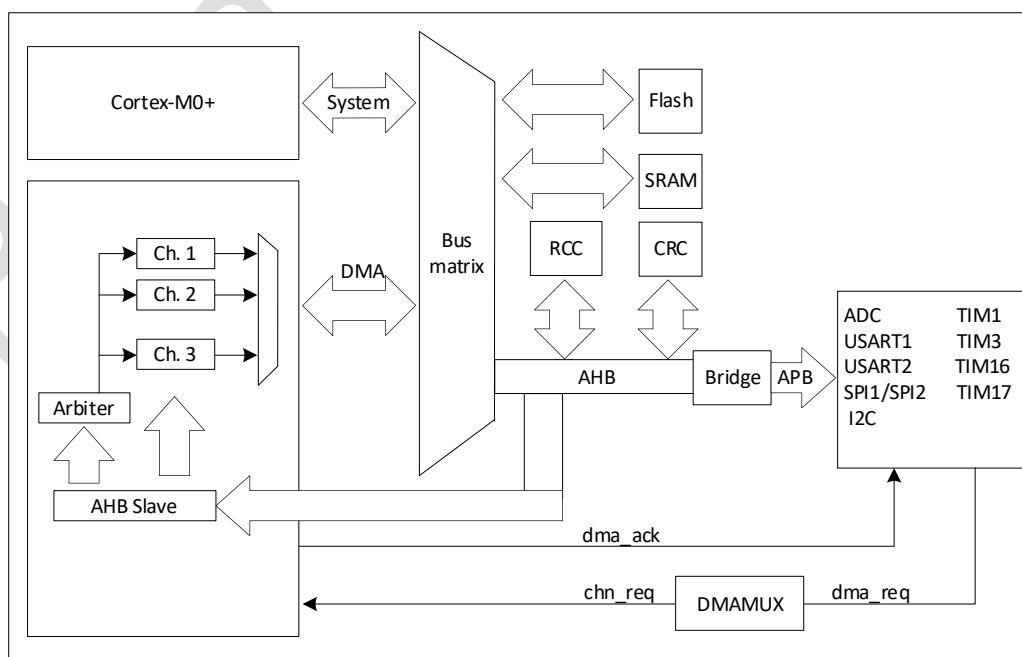 Cortex-M0+
System
Flash
SRAM
RCC
CRC
Bus
matrix
Ch. 1
Ch. 2
Ch. 3
DMA
Arbiter
AHB Slave
AHB
Bridge
APB
ADC TIM1
USART1 TIM3
USART2 TIM16
SPI1/SPI2 TIM17
I2C
dma_ack
chn_req
DMAMUX
dma_req